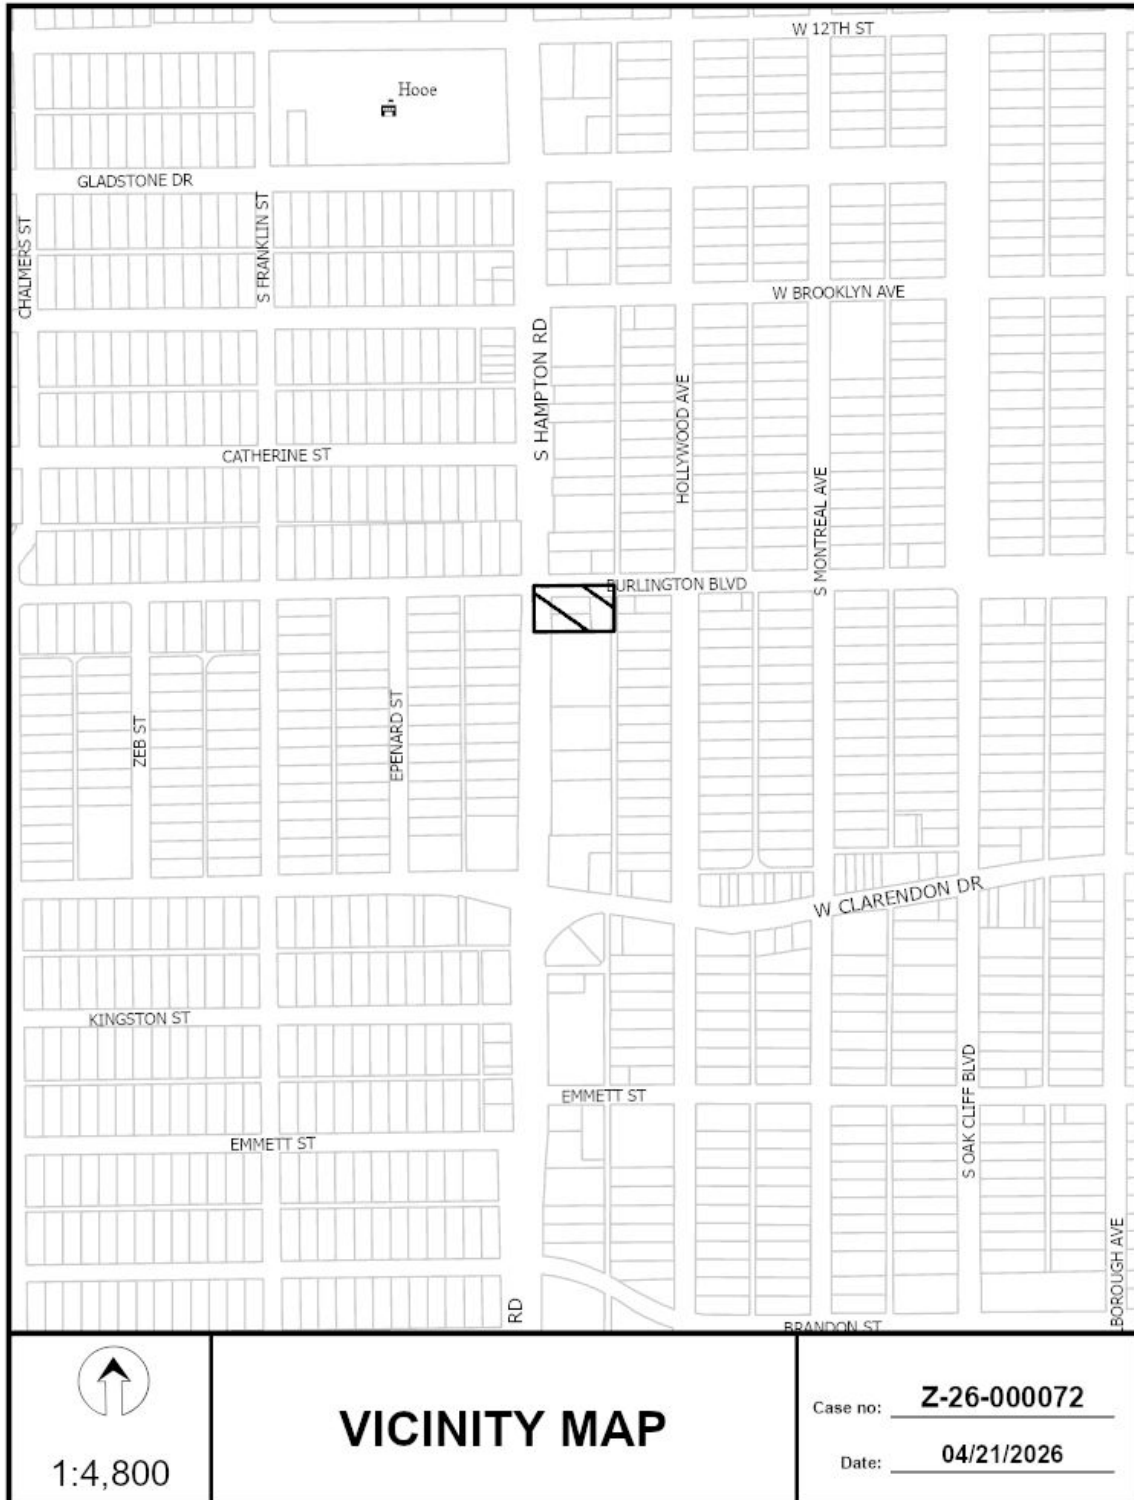 W 12TH ST
Hooe
GLADSTONE DR
CHALMERS ST
S FRANKLIN ST
W BROOKLYN AVE
S HAMPTON RD
HOLLYWOOD AVE
CATHERINE ST
S MONTREAL AVE
BURLINGTON BLVD
ZEB ST
EPENARD ST
W CLARENDON DR
KINGSTON ST
S OAK CLIFF BLVD
EMMETT ST
EMMETT ST
LBOROUGH AVE
RD
BRANDON ST
1:4,800
VICINITY MAP
Case no: Z-26-000072
Date: 04/21/2026